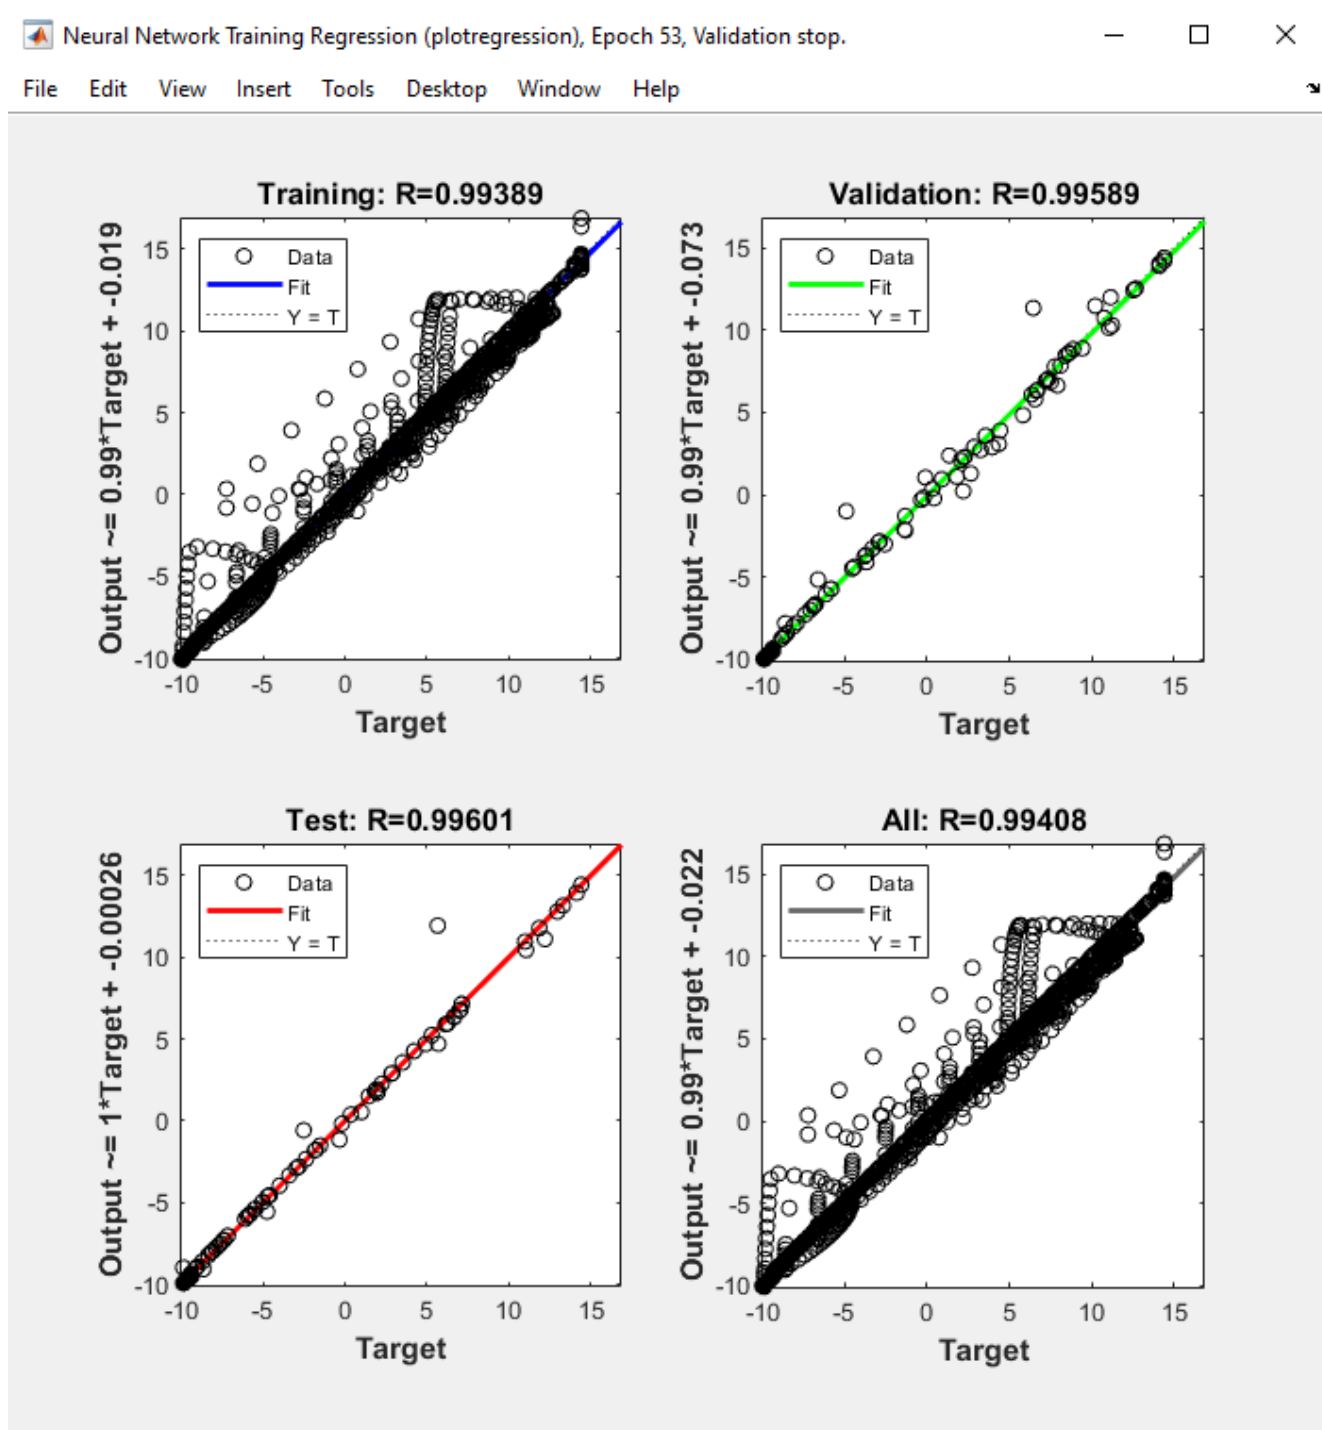 Neural Network Training Regression (plotregression), Epoch 53, Validation stop.
File Edit View Insert Tools Desktop Window Help
Training: R=0.99389
Output ~= 0.99*Target + -0.019
15
10
5
0
-5
-10
Data
Fit
Y = T
-10 -5 0 5 10 15
Target
Validation: R=0.99589
Output ~= 0.99*Target + -0.073
15
10
5
0
-5
-10
Data
Fit
Y = T
-10 -5 0 5 10 15
Target
Test: R=0.99601
Output ~= 1*Target + -0.00026
15
10
5
0
-5
-10
Data
Fit
Y = T
-10 -5 0 5 10 15
Target
All: R=0.99408
Output ~= 0.99*Target + -0.022
15
10
5
0
-5
-10
Data
Fit
Y = T
-10 -5 0 5 10 15
Target